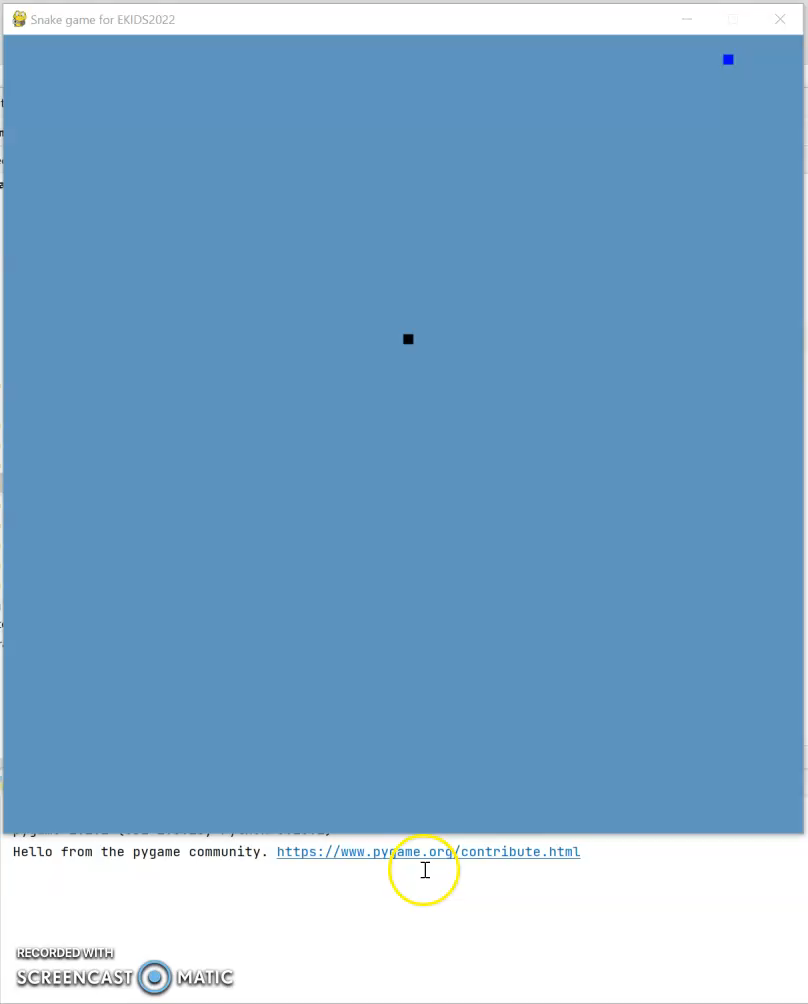 Snake game for EKIDS2022
Hello from the pygame community. https://www.pygame.org/contribute.html
RECORDED WITH
SCREENCAST MATIC